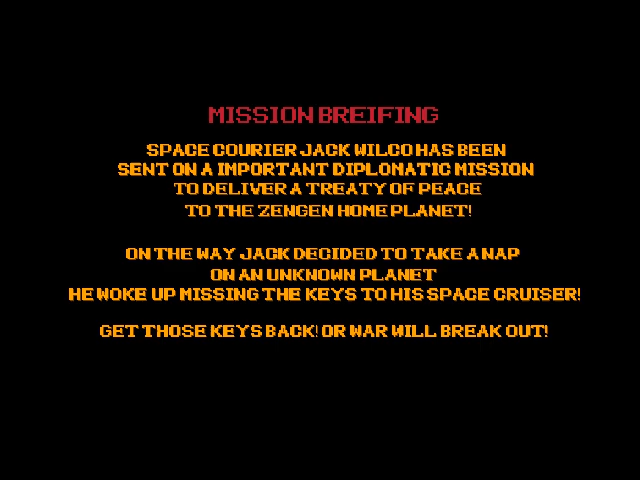 MISSION BREIFING
SPACE COURIER JACK WILCO HAS BEEN
SENT ON A IMPORTANT DIPLOMATIC MISSION
TO DELIVER A TREATY OF PEACE
TO THE ZENGEN HOME PLANET!
ON THE WAY JACK DECIDED TO TAKE A NAP
ON AN UNKNOWN PLANET
HE WOKE UP MISSING THE KEYS TO HIS SPACE CRUISER!
GET THOSE KEYS BACK! OR WAR WILL BREAK OUT!